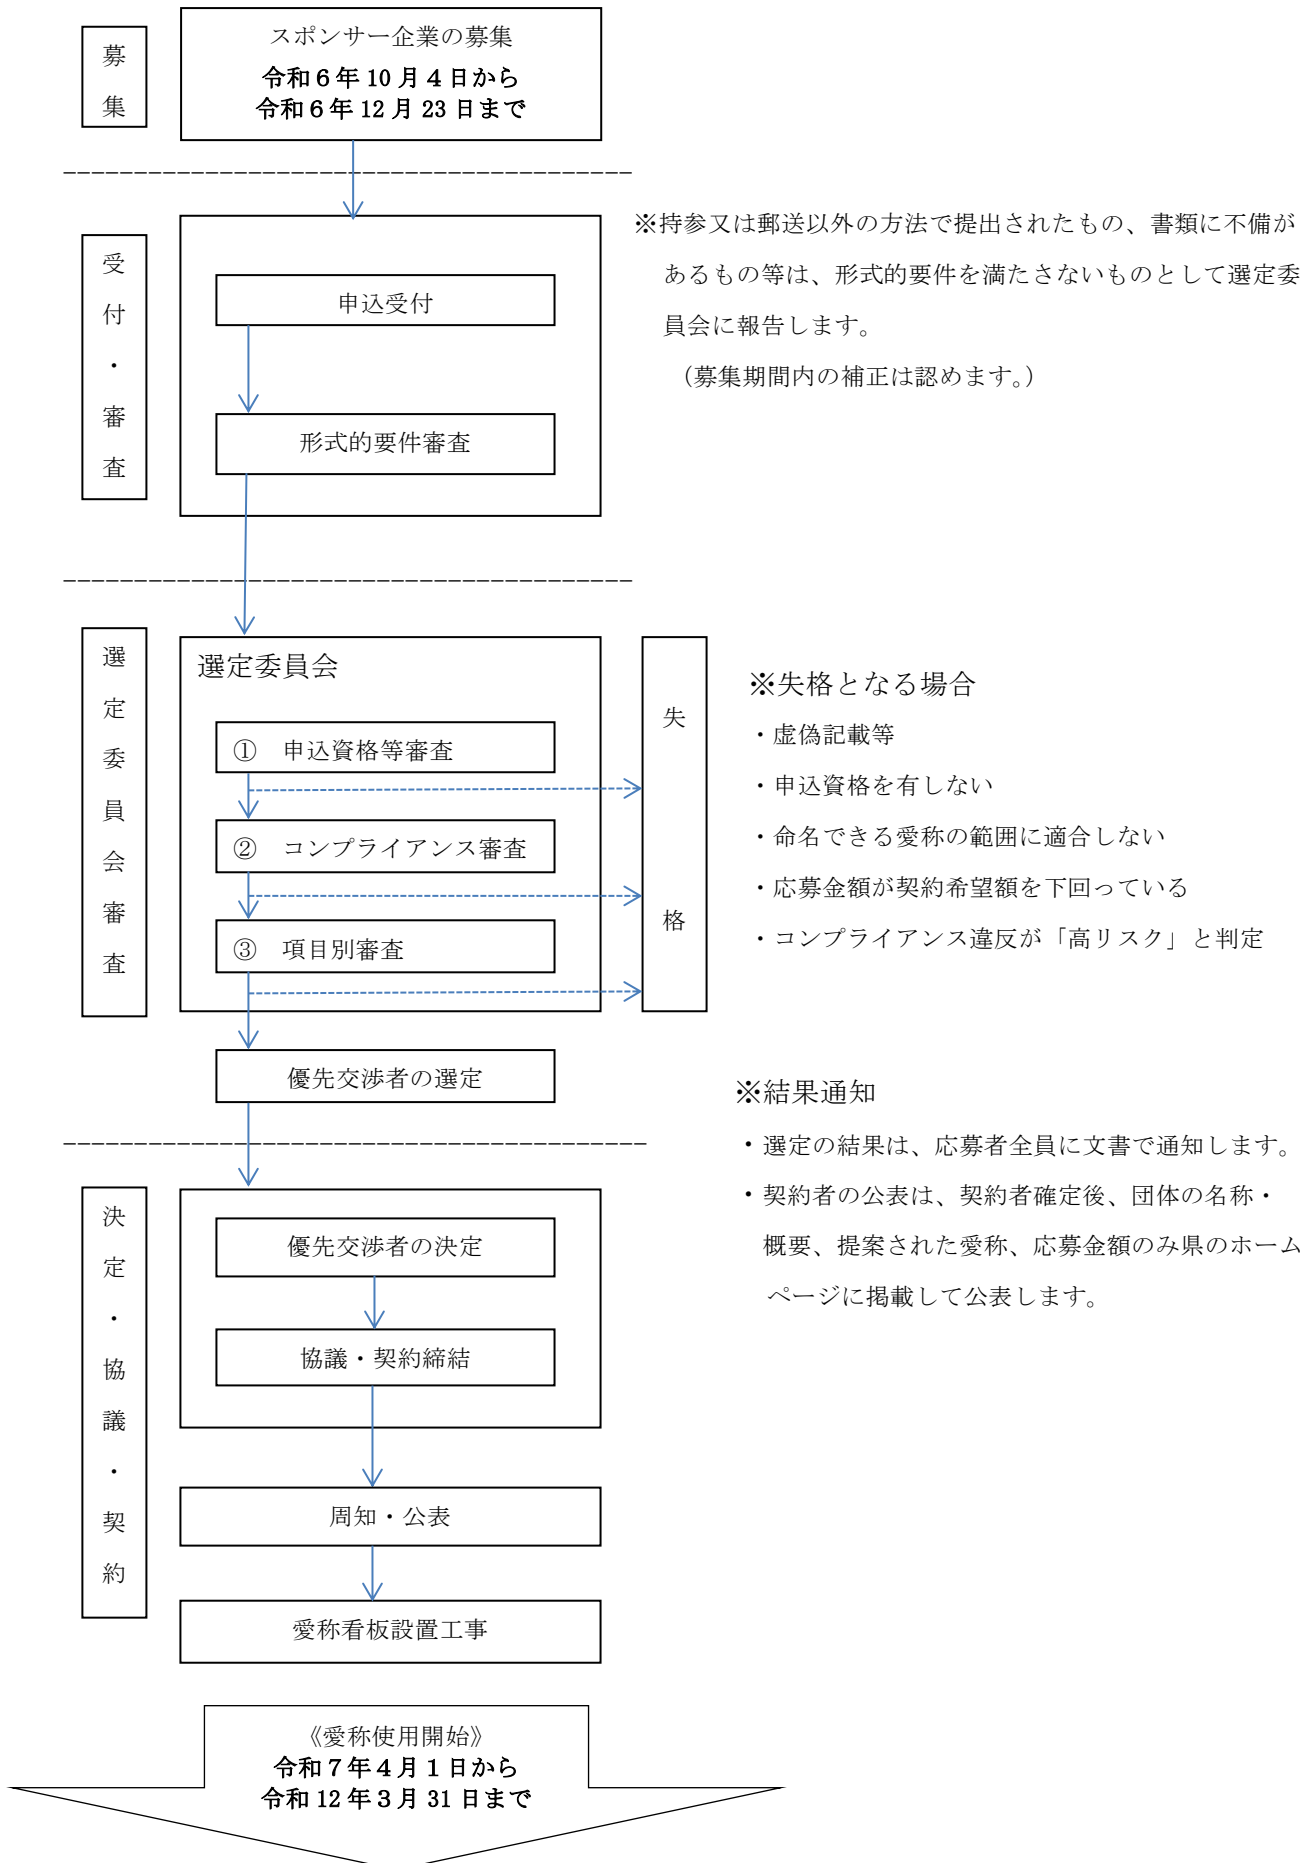 募集
スポンサー企業の募集
令和６年 10 月４日から
令和６年 12 月 23 日まで
受付・審査
申込受付
形式的要件審査
※持参又は郵送以外の方法で提出されたもの、書類に不備が
あるもの等は、形式的要件を満たさないものとして選定委
員会に報告します。
（募集期間内の補正は認めます。）
選定委員会審査
選定委員会
① 申込資格等審査
② コンプライアンス審査
③ 項目別審査
失格
※失格となる場合
・虚偽記載等
・申込資格を有しない
・命名できる愛称の範囲に適合しない
・応募金額が契約希望額を下回っている
・コンプライアンス違反が「高リスク」と判定
優先交渉者の選定
※結果通知
・選定の結果は、応募者全員に文書で通知します。
・契約者の公表は、契約者確定後、団体の名称・
概要、提案された愛称、応募金額のみ県のホーム
ページに掲載して公表します。
決定・協議・契約
優先交渉者の決定
協議・契約締結
周知・公表
愛称看板設置工事
《愛称使用開始》
令和７年４月１日から
令和 12 年３月 31 日まで